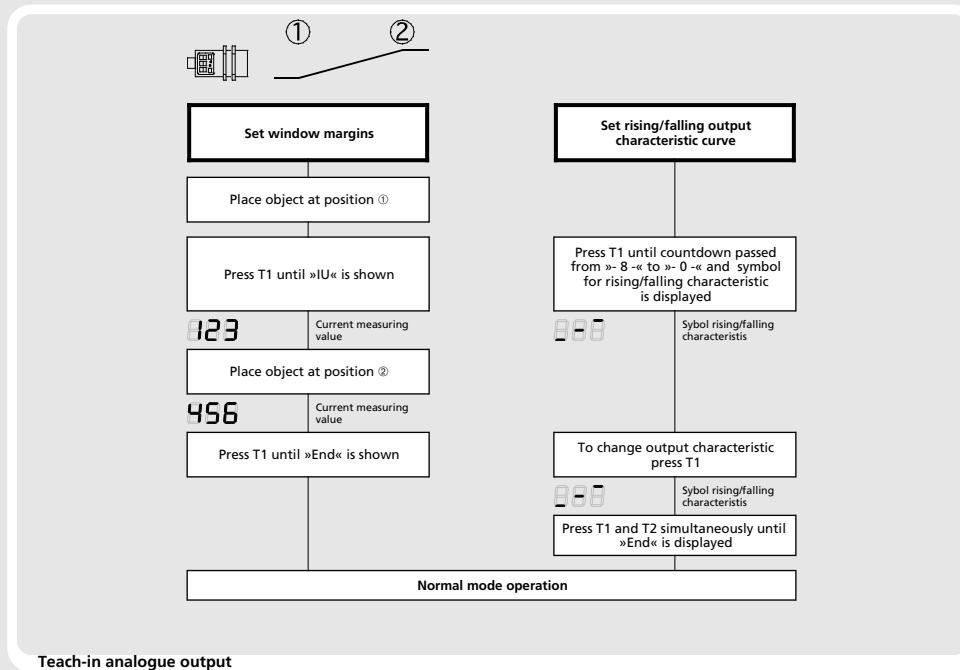 ① ②
Set window margins
Place object at position ①
Press T1 until »IU« is shown
123
Current measuring
value
Place object at position ②
456
Current measuring
value
Press T1 until »End« is shown
Set rising/falling output
characteristic curve
Press T1 until countdown passed
from »- 8 -« to »- 0 -« and symbol
for rising/falling characteristic
is displayed
Sybol rising/falling
characteristis
To change output characteristic
press T1
Sybol rising/falling
characteristis
Press T1 and T2 simultaneously until
»End« is displayed
Normal mode operation
Teach-in analogue output